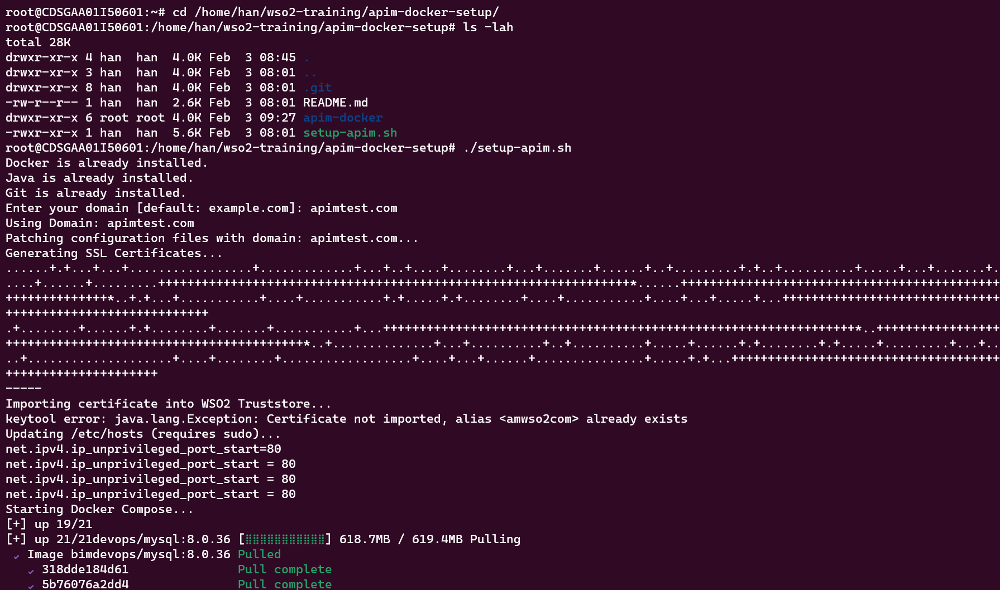 root@CDSGAA01I50601:~# cd /home/han/wso2-training/apim-docker-setup/
root@CDSGAA01I50601:/home/han/wso2-training/apim-docker-setup# ls -lah
total 28K
drwxr-xr-x 4 han  han  4.0K Feb  3 08:45 .
drwxr-xr-x 3 han  han  4.0K Feb  3 08:01 ..
drwxr-xr-x 8 han  han  4.0K Feb  3 08:01 .git
-rw-r--r-- 1 han  han  2.6K Feb  3 08:01 README.md
drwxr-xr-x 6 root root 4.0K Feb  3 09:27 apim-docker
-rwxr-xr-x 1 han  han  5.6K Feb  3 08:01 setup-apim.sh
root@CDSGAA01I50601:/home/han/wso2-training/apim-docker-setup# ./setup-apim.sh
Docker is already installed.
Java is already installed.
Git is already installed.
Enter your domain [default: example.com]: apimtest.com
Using Domain: apimtest.com
Patching configuration files with domain: apimtest.com...
Generating SSL Certificates...
-----
Importing certificate into WSO2 Truststore...
keytool error: java.lang.Exception: Certificate not imported, alias <amwso2com> already exists
Updating /etc/hosts (requires sudo)...
net.ipv4.ip_unprivileged_port_start=80
net.ipv4.ip_unprivileged_port_start = 80
net.ipv4.ip_unprivileged_port_start = 80
net.ipv4.ip_unprivileged_port_start = 80
Starting Docker Compose...
[+] up 19/21
[+] up 21/21devops/mysql:8.0.36 [⣿⣿⣿⣿⣿⣿⣿⣿⣿⣿⣿] 618.7MB / 619.4MB Pulling
✔ Image bimdevops/mysql:8.0.36 Pulled
✔ 318dde184d61 Pull complete
✔ 5b76076a2dd4 Pull complete